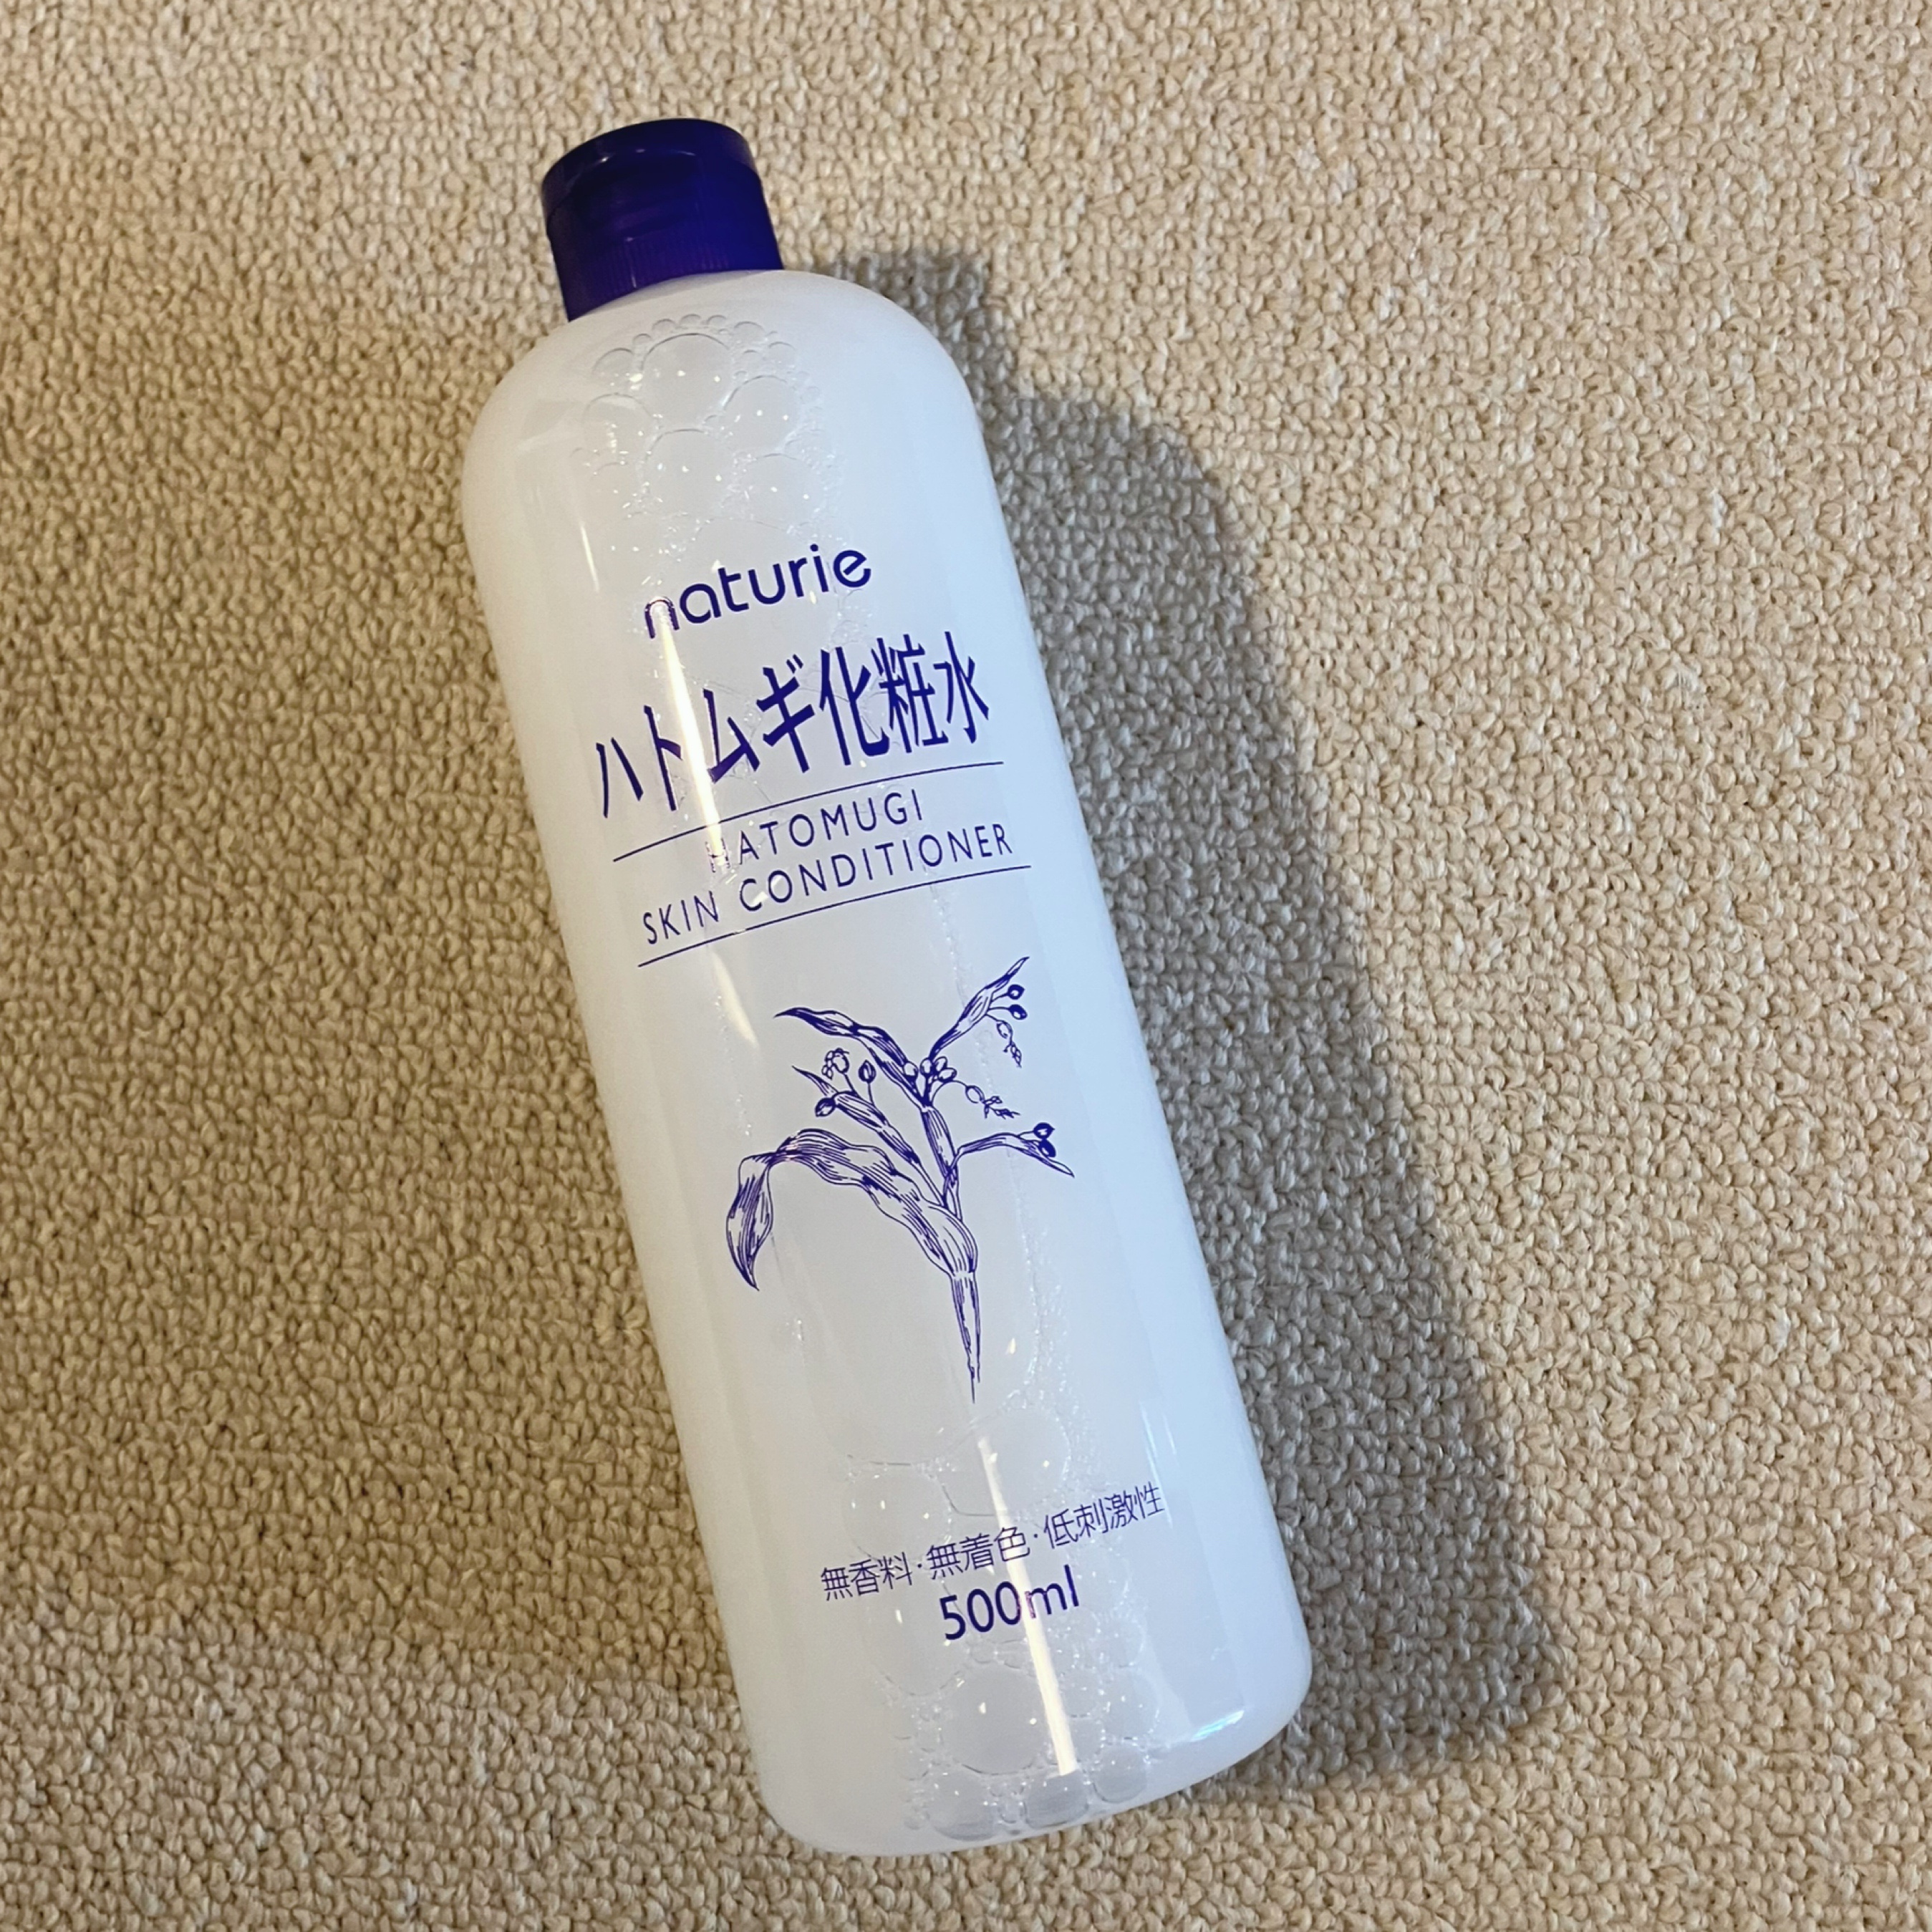 naturie
ハトムギ化粧水
HATOMUGI
SKIN CONDITIONER
無香料・無着色・低刺激性
500ml